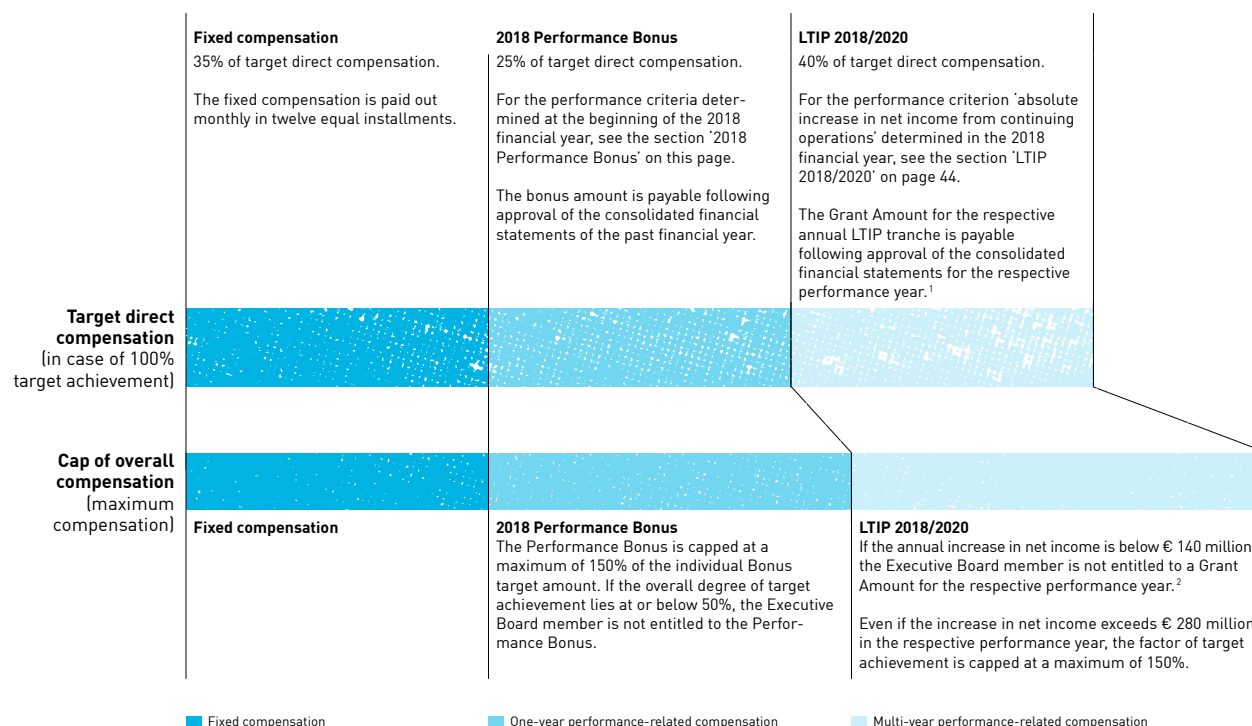 Fixed compensation
35% of target direct compensation.
The fixed compensation is paid out
monthly in twelve equal installments.
2018 Performance Bonus
25% of target direct compensation.
For the performance criteria deter-
mined at the beginning of the 2018
financial year, see the section ‘2018
Performance Bonus’ on this page.
The bonus amount is payable following
approval of the consolidated financial
statements of the past financial year.
LTIP 2018/2020
40% of target direct compensation.
For the performance criterion ‘absolute
increase in net income from continuing
operations’ determined in the 2018
financial year, see the section ‘LTIP
2018/2020’ on page 44.
The Grant Amount for the respective
annual LTIP tranche is payable
following approval of the consolidated
financial statements for the respective
performance year.¹
Target direct
compensation
(in case of 100%
target achievement)
Cap of overall
compensation
(maximum
compensation)
Fixed compensation
2018 Performance Bonus
The Performance Bonus is capped at a
maximum of 150% of the individual Bonus
target amount. If the overall degree of target
achievement lies at or below 50%, the Executive
Board member is not entitled to the Perfor-
mance Bonus.
LTIP 2018/2020
If the annual increase in net income is below € 140 million
the Executive Board member is not entitled to a Grant
Amount for the respective performance year.²
Even if the increase in net income exceeds € 280 million
in the respective performance year, the factor of target
achievement is capped at a maximum of 150%.
Fixed compensation
One-year performance-related compensation
Multi-year performance-related compensation